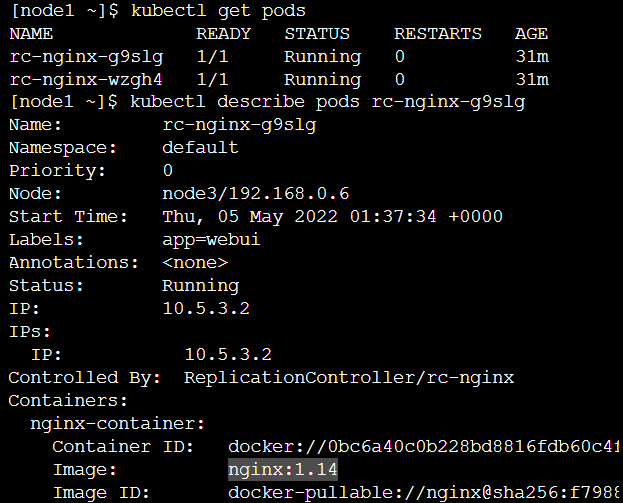 [node1 ~]$ kubectl get pods
NAME             READY   STATUS    RESTARTS   AGE
rc-nginx-g9slg   1/1     Running   0          31m
rc-nginx-wzgh4   1/1     Running   0          31m
[node1 ~]$ kubectl describe pods rc-nginx-g9slg
Name:         rc-nginx-g9slg
Namespace:    default
Priority:     0
Node:         node3/192.168.0.6
Start Time:   Thu, 05 May 2022 01:37:34 +0000
Labels:       app=webui
Annotations:  <none>
Status:       Running
IP:           10.5.3.2
IPs:
  IP:           10.5.3.2
Controlled By:  ReplicationController/rc-nginx
Containers:
  nginx-container:
    Container ID:   docker://0bc6a40c0b228bd8816fdb60c4f
    Image:          nginx:1.14
    Image ID:       docker-pullable://nginx@sha256:f7988